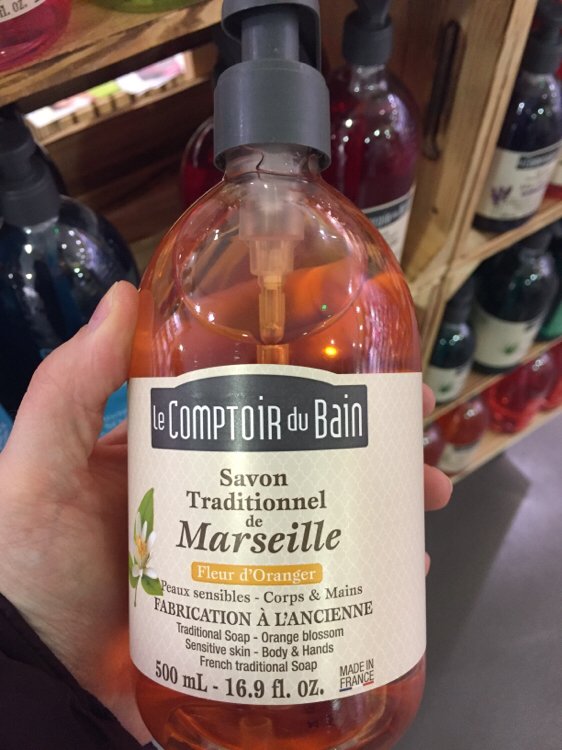 Le COMPTOIR du Bain
Savon
Traditionnel
de
Marseille
Fleur d'Oranger
Peaux sensibles - Corps & Mains
FABRICATION À L'ANCIENNE
Traditional Soap - Orange blossom
Sensitive skin - Body & Hands
French traditional Soap
500 mL - 16.9 fl. oz.
MADE IN
FRANCE